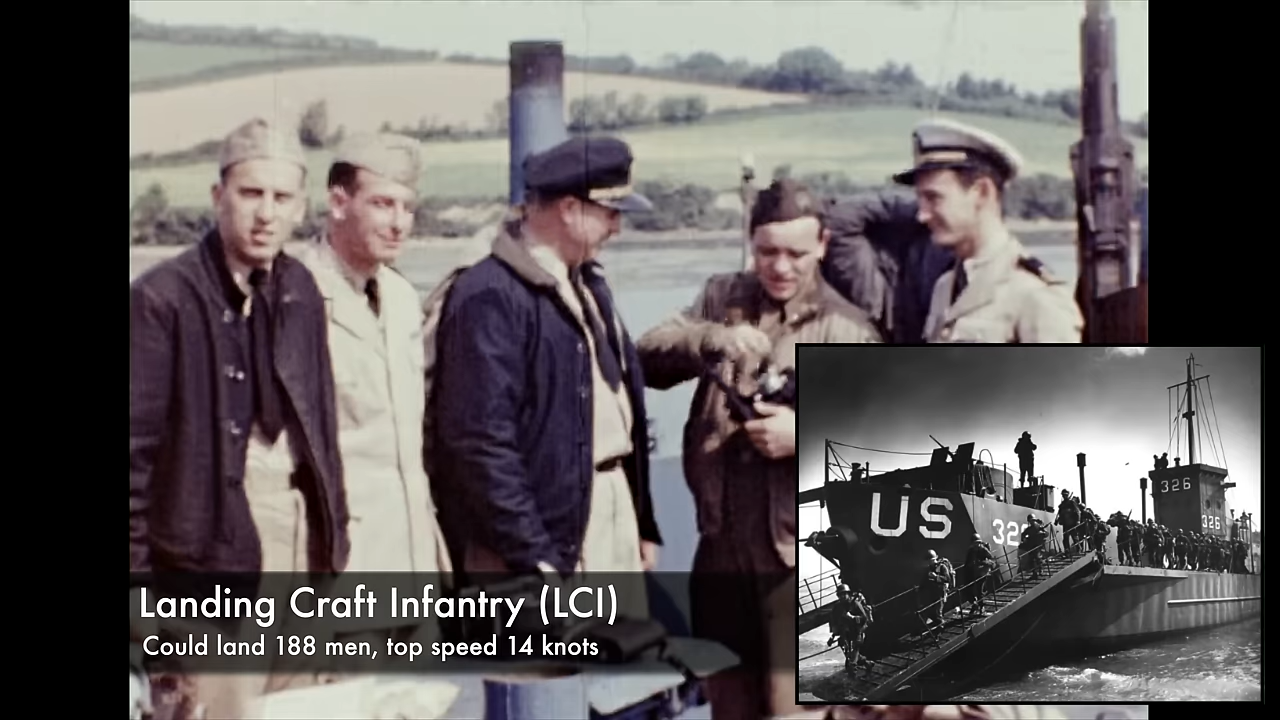 Landing Craft Infantry (LCI)
Could land 188 men, top speed 14 knots
US
326
326
326